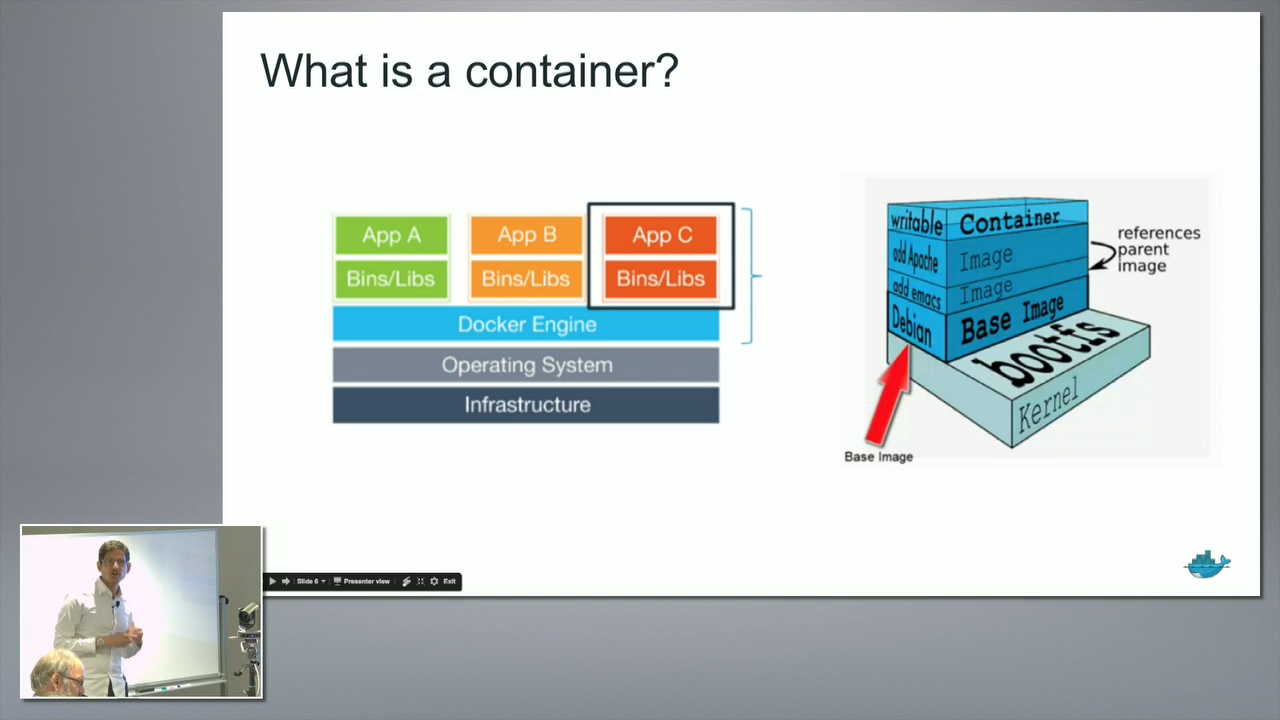 What is a container?
App A
App B
App C
Bins/Libs
Bins/Libs
Bins/Libs
Docker Engine
Operating System
Infrastructure
writable
Container
add Apache
Image
add emacs
Image
Debian
Base Image
bootfs
Kernel
references
parent
image
Base Image
Slide 6
Presenter view
Exit